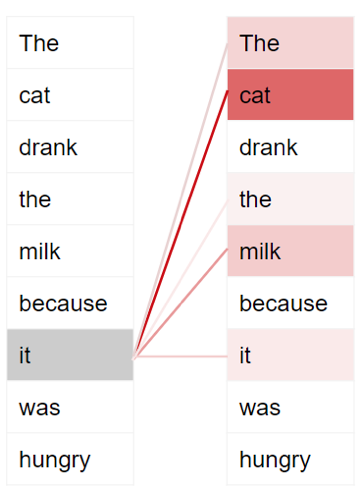 The The
cat cat
drank drank
the the
milk milk
because because
it it
was was
hungry hungry